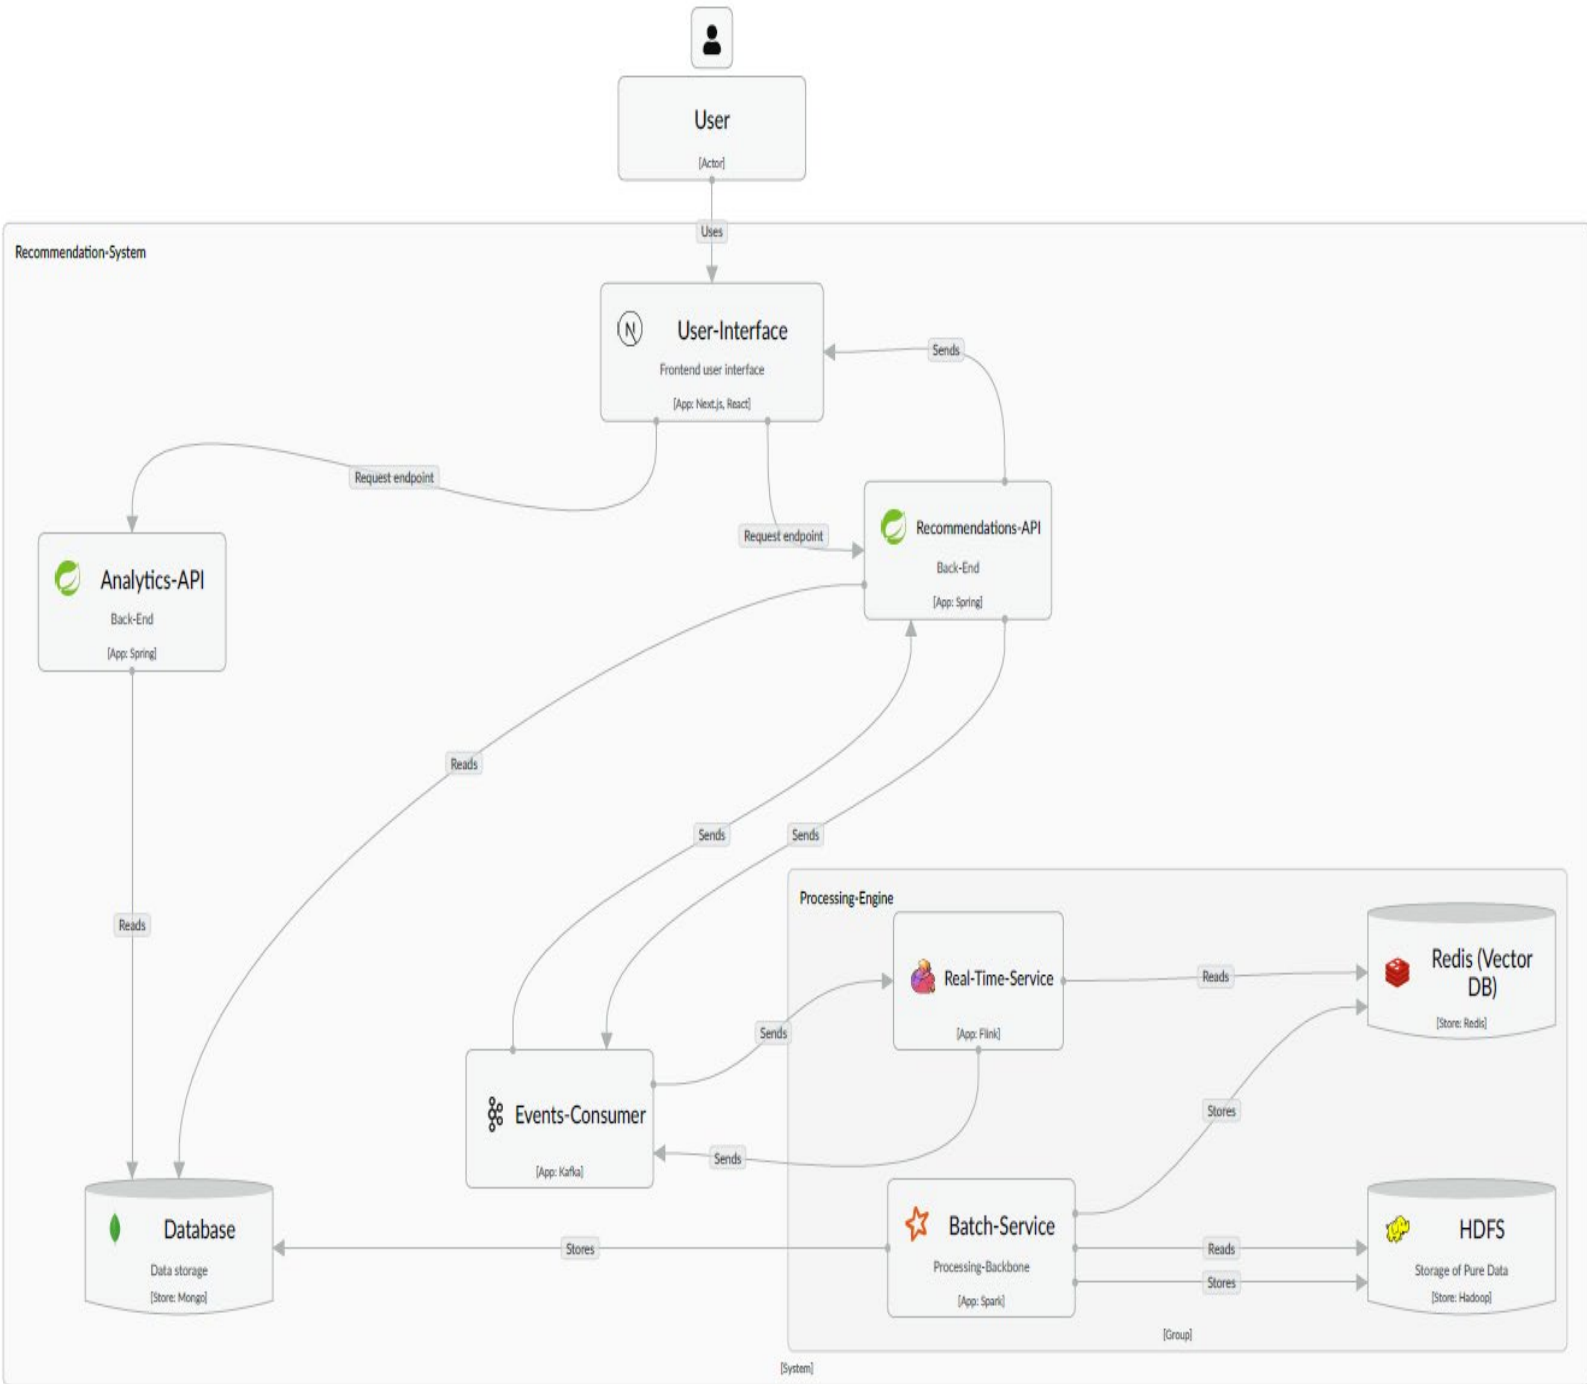 User
[Actor]
Uses
Recommendation-System
N
User-Interface
Frontend user interface
[App: Next.js, React]
Sends
Request endpoint
Request endpoint
Recommendations-API
Back-End
[App: Spring]
Analytics-API
Back-End
[App: Spring]
Reads
Sends
Sends
Reads
Processing-Engine
Real-Time-Service
[App: Flink]
Reads
Redis (Vector
DB)
[Store: Redis]
Sends
Events-Consumer
[App: Kafka]
Sends
Stores
Database
Data storage
[Store: Mongo]
Stores
Batch-Service
Processing-Backbone
[App: Spark]
Reads
Stores
HDFS
Storage of Pure Data
[Store: Hadoop]
[Group]
[System]